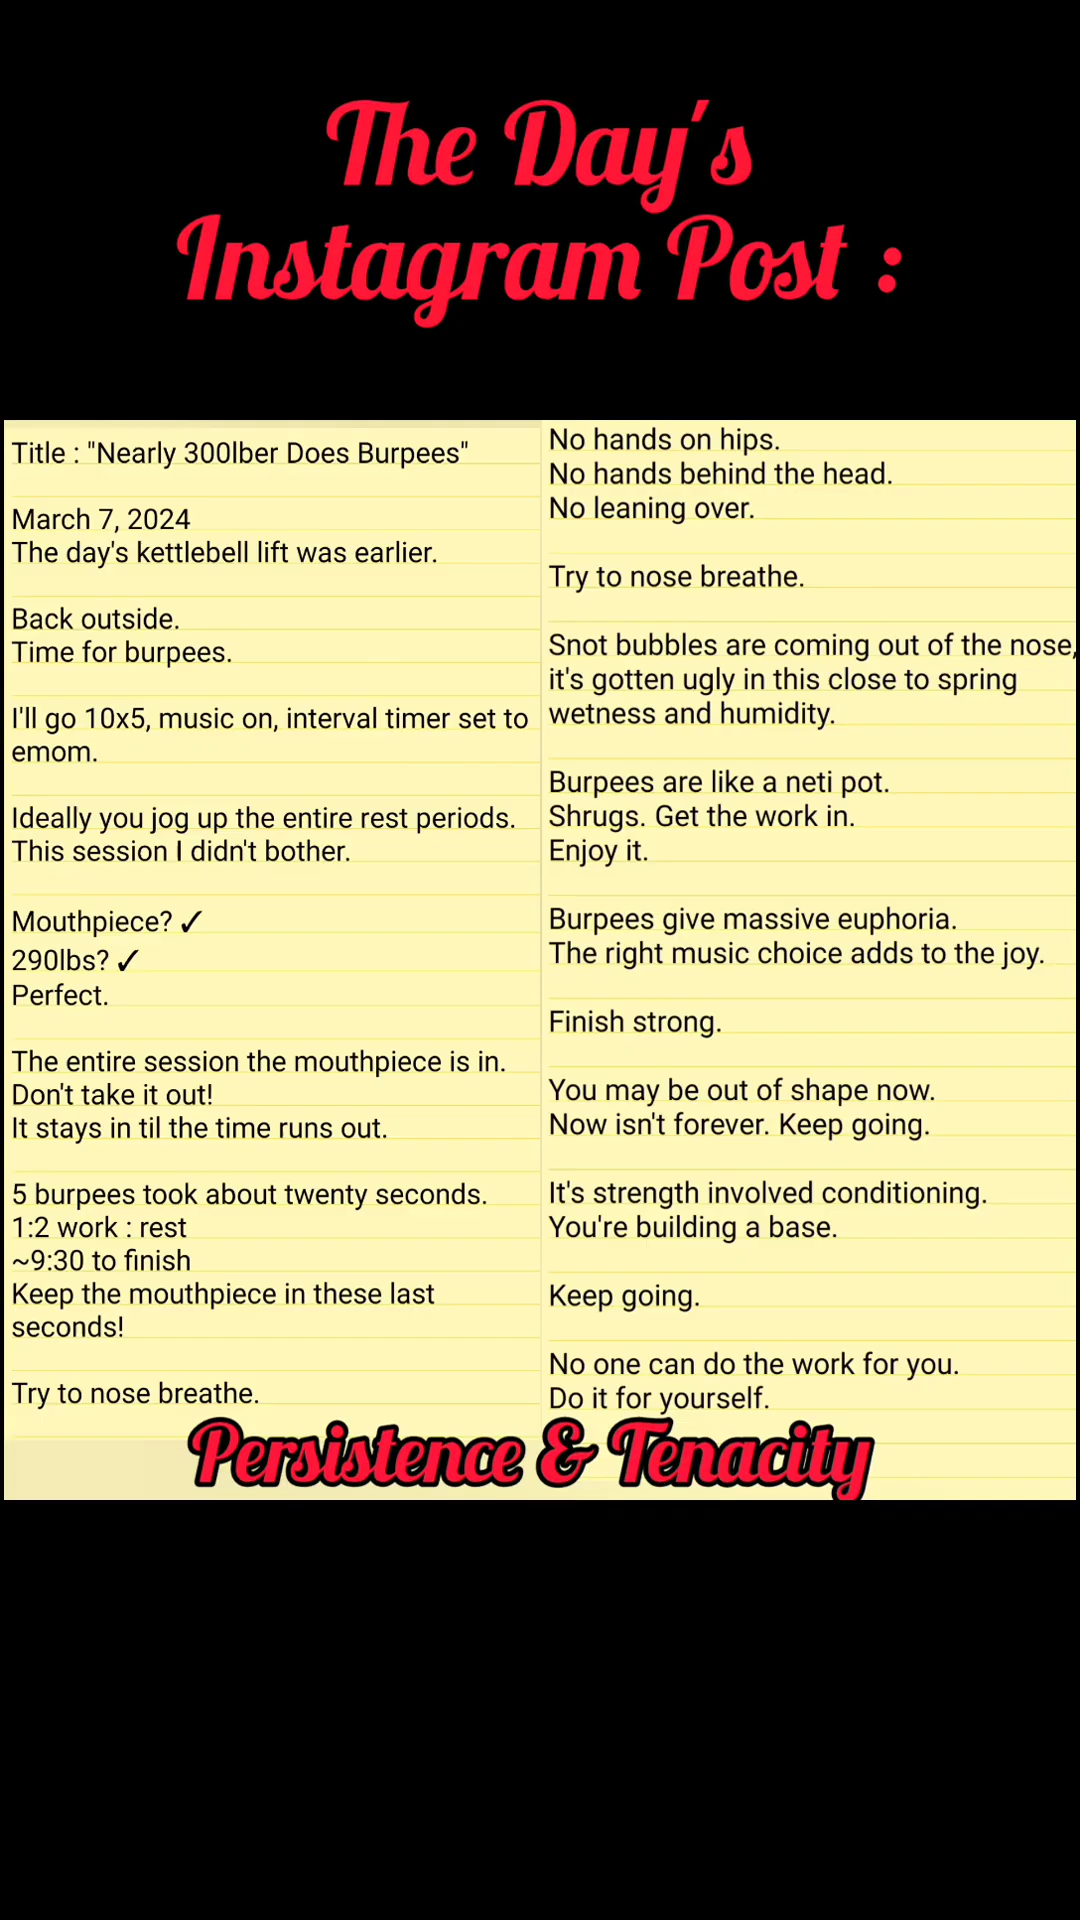 The Day's
Instagram Post :
Title : "Nearly 300lber Does Burpees"
March 7, 2024
The day's kettlebell lift was earlier.
Back outside.
Time for burpees.
I'll go 10x5, music on, interval timer set to
emom.
Ideally you jog up the entire rest periods.
This session I didn't bother.
Mouthpiece? ✓
290lbs? ✓
Perfect.
The entire session the mouthpiece is in.
Don't take it out!
It stays in til the time runs out.
5 burpees took about twenty seconds.
1:2 work : rest
~9:30 to finish
Keep the mouthpiece in these last
seconds!
Try to nose breathe.
No hands on hips.
No hands behind the head.
No leaning over.
Try to nose breathe.
Snot bubbles are coming out of the nose,
it's gotten ugly in this close to spring
wetness and humidity.
Burpees are like a neti pot.
Shrugs. Get the work in.
Enjoy it.
Burpees give massive euphoria.
The right music choice adds to the joy.
Finish strong.
You may be out of shape now.
Now isn't forever. Keep going.
It's strength involved conditioning.
You're building a base.
Keep going.
No one can do the work for you.
Do it for yourself.
Persistence & Tenacity